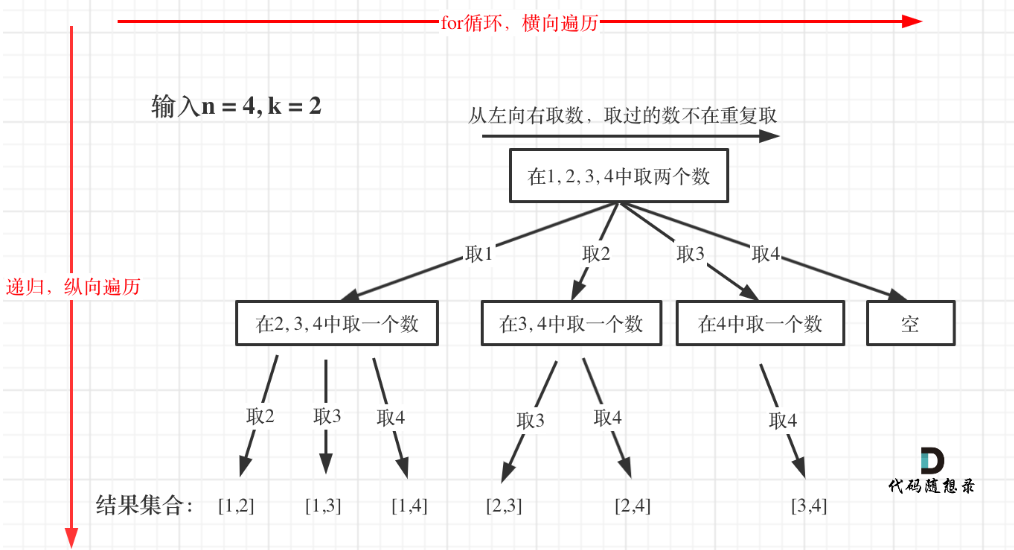 for循环，横向遍历
输入n = 4, k = 2
从左向右取数，取过的数不在重复取
在1, 2, 3, 4中取两个数
取1 取2 取3 取4
递归，纵向遍历
在2, 3, 4中取一个数 在3, 4中取一个数 在4中取一个数 空
取2 取3 取4 取3 取4 取4
代码随想录
结果集合： [1,2] [1,3] [1,4] [2,3] [2,4] [3,4]